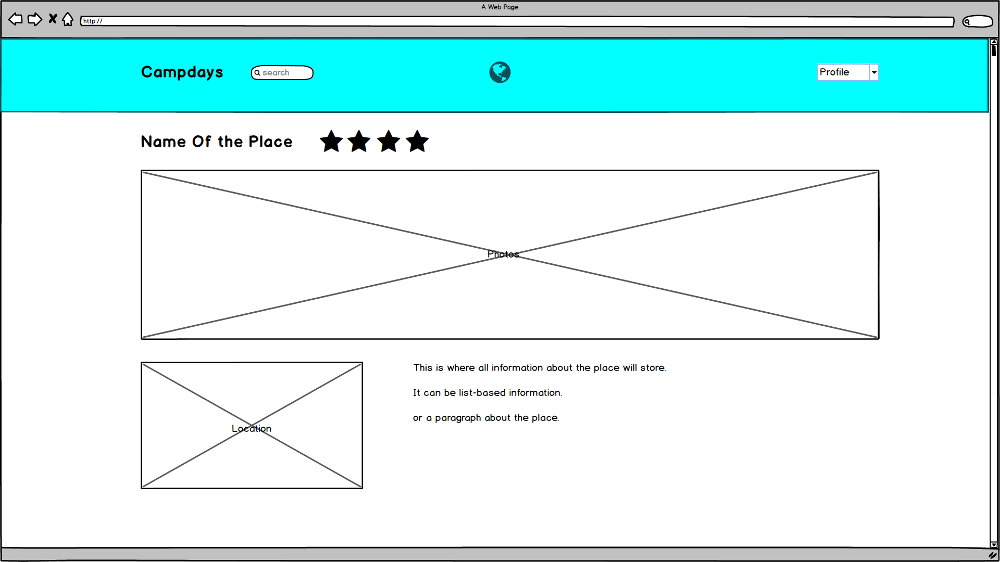 A Web Page
http://
Campdays
search
Profile
Name Of the Place
Photos
Location
This is where all information about the place will store.
It can be list-based information.
or a paragraph about the place.